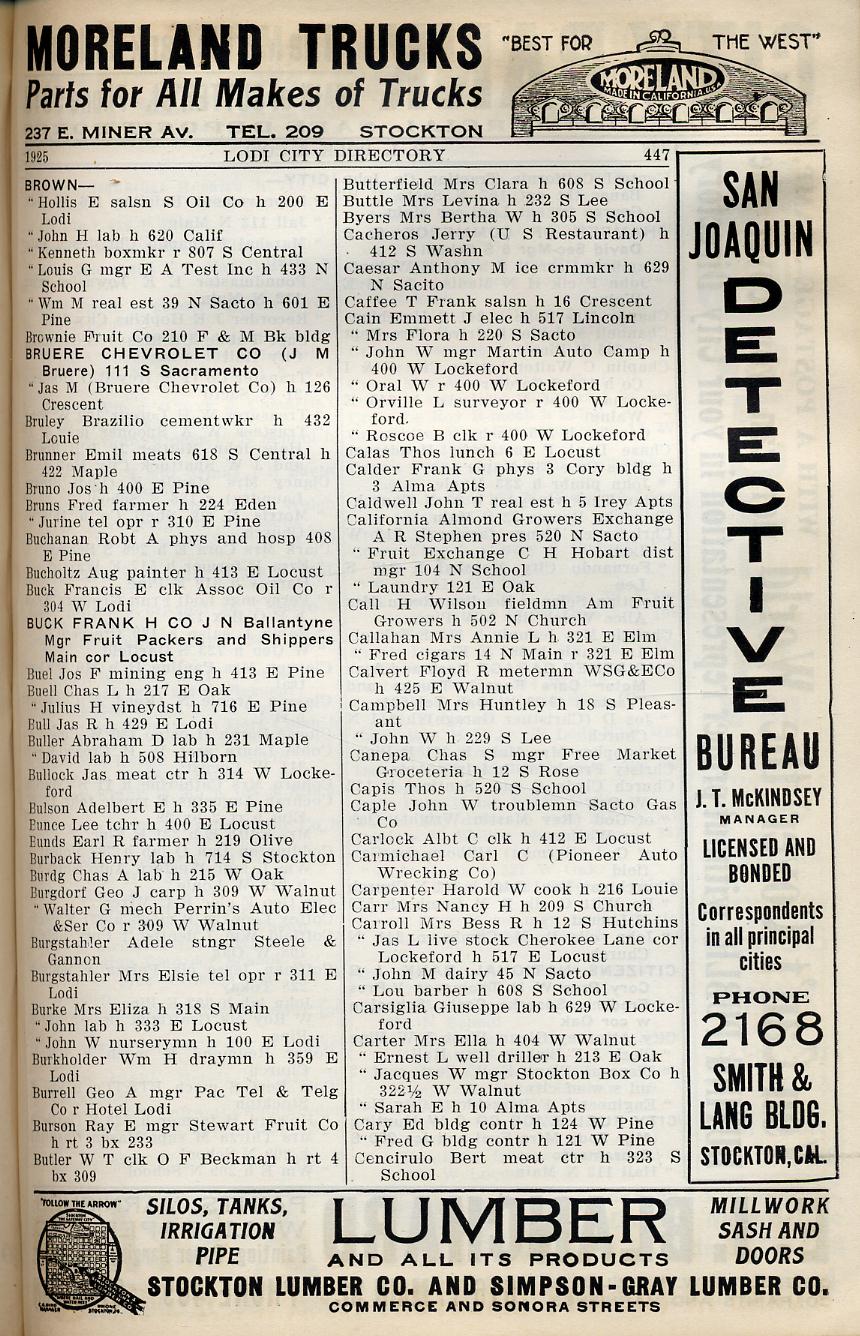 MORELAND TRUCKS
Parts for All Makes of Trucks
237 E. MINER AV. TEL. 209 STOCKTON
"BEST FOR THE WEST"
MORELAND
MADE IN CALIFORNIA. U.S.A.
1925 LODI CITY DIRECTORY 447
BROWN—
" Hollis E salsn S Oil Co h 200 E
Lodi
" John H lab h 620 Calif
" Kenneth boxmkr r 807 S Central
" Louis G mgr E A Test Inc h 433 N
School
" Wm M real est 39 N Sacto h 601 E
Pine
Brownie Fruit Co 210 F & M Bk bldg
BRUERE CHEVROLET CO (J M
Bruere) 111 S Sacramento
" Jas M (Bruere Chevrolet Co) h 126
Crescent
Bruley Brazilio cementwkr h 432
Louie
Brunner Emil meats 618 S Central h
422 Maple
Bruno Jos h 400 E Pine
Bruns Fred farmer h 224 Eden
" Jurine tel opr r 310 E Pine
Buchanan Robt A phys and hosp 408
E Pine
Bucholtz Aug painter h 413 E Locust
Buck Francis E clk Assoc Oil Co r
304 W Lodi
BUCK FRANK H CO J N Ballantyne
Mgr Fruit Packers and Shippers
Main cor Locust
Buel Jos F mining eng h 413 E Pine
Buell Chas L h 217 E Oak
" Julius H vineydst h 716 E Pine
Bull Jas R h 429 E Lodi
Buller Abraham D lab h 231 Maple
" David lab h 508 Hilborn
Bullock Jas meat ctr h 314 W Locke-
ford
Bulson Adelbert E h 335 E Pine
Bunce Lee tchr h 400 E Locust
Bunds Earl R farmer h 219 Olive
Burback Henry lab h 714 S Stockton
Burdg Chas A lab h 215 W Oak
Burgdorf Geo J carp h 309 W Walnut
" Walter G mech Perrin's Auto Elec
&Ser Co r 309 W Walnut
Burgstahler Adele stngr Steele &
Gannon
Burgstahler Mrs Elsie tel opr r 311 E
Lodi
Burke Mrs Eliza h 318 S Main
" John lab h 333 E Locust
" John W nurserymn h 100 E Lodi
Burkholder Wm H draymn h 359 E
Lodi
Burrell Geo A mgr Pac Tel & Telg
Co r Hotel Lodi
Burson Ray E mgr Stewart Fruit Co
h rt 3 bx 233
Butler W T clk O F Beckman h rt 4
bx 309
Butterfield Mrs Clara h 608 S School
Buttle Mrs Levina h 232 S Lee
Byers Mrs Bertha W h 305 S School
Cacheros Jerry (U S Restaurant) h
412 S Washn
Caesar Anthony M ice crmmkr h 629
N Sacito
Caffee T Frank salsn h 16 Crescent
Cain Emmett J elec h 517 Lincoln
" Mrs Flora h 220 S Sacto
" John W mgr Martin Auto Camp h
400 W Lockeford
" Oral W r 400 W Lockeford
" Orville L surveyor r 400 W Locke-
ford.
" Roscoe B clk r 400 W Lockeford
Calas Thos lunch 6 E Locust
Calder Frank G phys 3 Cory bldg h
3 Alma Apts
Caldwell John T real est h 5 Irey Apts
California Almond Growers Exchange
A R Stephen pres 520 N Sacto
" Fruit Exchange C H Hobart dist
mgr 104 N School
" Laundry 121 E Oak
Call H Wilson fieldmn Am Fruit
Growers h 502 N Church
Callahan Mrs Annie L h 321 E Elm
" Fred cigars 14 N Main r 321 E Elm
Calvert Floyd R metermn WSG&ECo
h 425 E Walnut
Campbell Mrs Huntley h 18 S Pleas-
ant
" John W h 229 S Lee
Canepa Chas S mgr Free Market
Groceteria h 12 S Rose
Capis Thos h 520 S School
Caple John W troublemn Sacto Gas
Co
Carlock Albt C clk h 412 E Locust
Carmichael Carl C (Pioneer Auto
Wrecking Co)
Carpenter Harold W cook h 216 Louie
Carr Mrs Nancy H h 209 S Church
Carroll Mrs Bess R h 12 S Hutchins
" Jas L live stock Cherokee Lane cor
Lockeford h 517 E Locust
" John M dairy 45 N Sacto
" Lou barber h 608 S School
Carsiglia Giuseppe lab h 629 W Locke-
ford
Carter Mrs Ella h 404 W Walnut
" Ernest L well driller h 213 E Oak
" Jacques W mgr Stockton Box Co h
322½ W Walnut
" Sarah E h 10 Alma Apts
Cary Ed bldg contr h 124 W Pine
" Fred G bldg contr h 121 W Pine
Cencirulo Bert meat ctr h 323 S
School
SAN
JOAQUIN
DETECTIVE
BUREAU
J. T. McKINDSEY
MANAGER
LICENSED AND
BONDED
Correspondents
in all principal
cities
PHONE
2168
SMITH &
LANG BLDG.
STOCKTON, CAL.
"FOLLOW THE ARROW"
SILOS, TANKS,
IRRIGATION
PIPE
LUMBER
AND ALL ITS PRODUCTS
MILLWORK
SASH AND
DOORS
STOCKTON LUMBER CO. AND SIMPSON-GRAY LUMBER CO.
COMMERCE AND SONORA STREETS